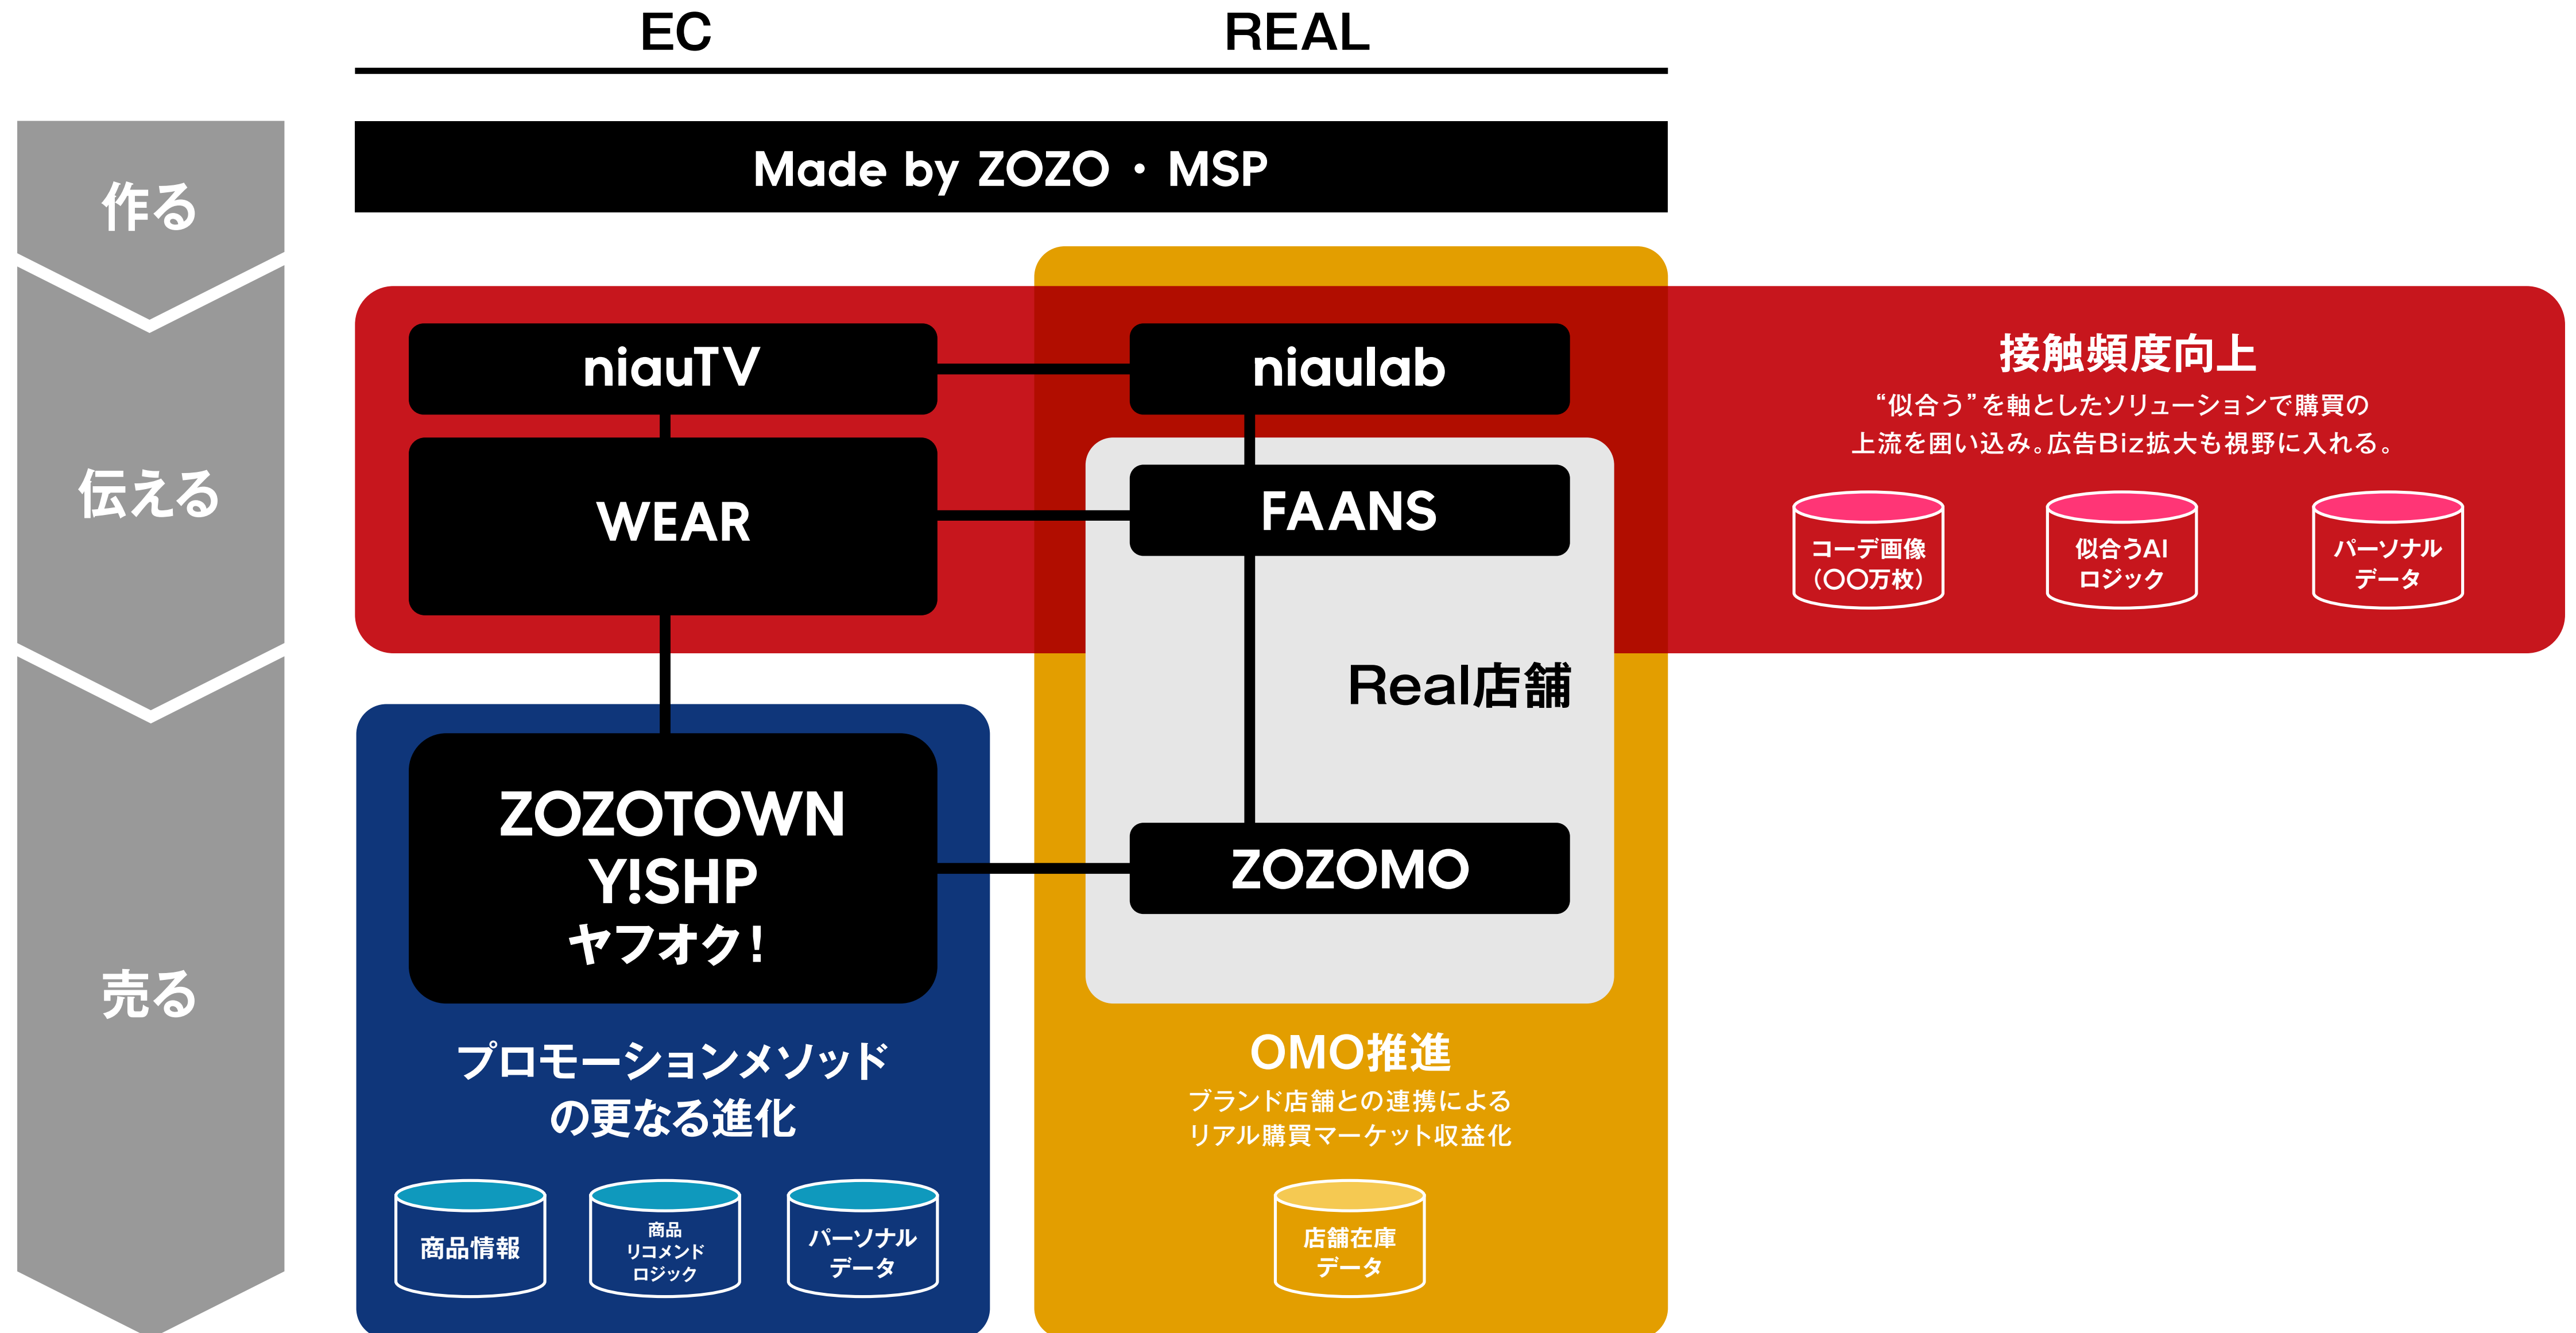 EC
REAL
作る
Made by ZOZO・MSP
伝える
niauTV
niaulab
WEAR
FAANS
接触頻度向上
“似合う”を軸としたソリューションで購買の
上流を囲い込み。広告Biz拡大も視野に入れる。
コーデ画像
（〇〇万枚）
似合うAI
ロジック
パーソナル
データ
Real店舗
売る
ZOZOTOWN
Y!SHP
ヤフオク！
ZOZOMO
プロモーションメソッド
の更なる進化
商品情報
商品
リコメンド
ロジック
パーソナル
データ
OMO推進
ブランド店舗との連携による
リアル購買マーケット収益化
店舗在庫
データ